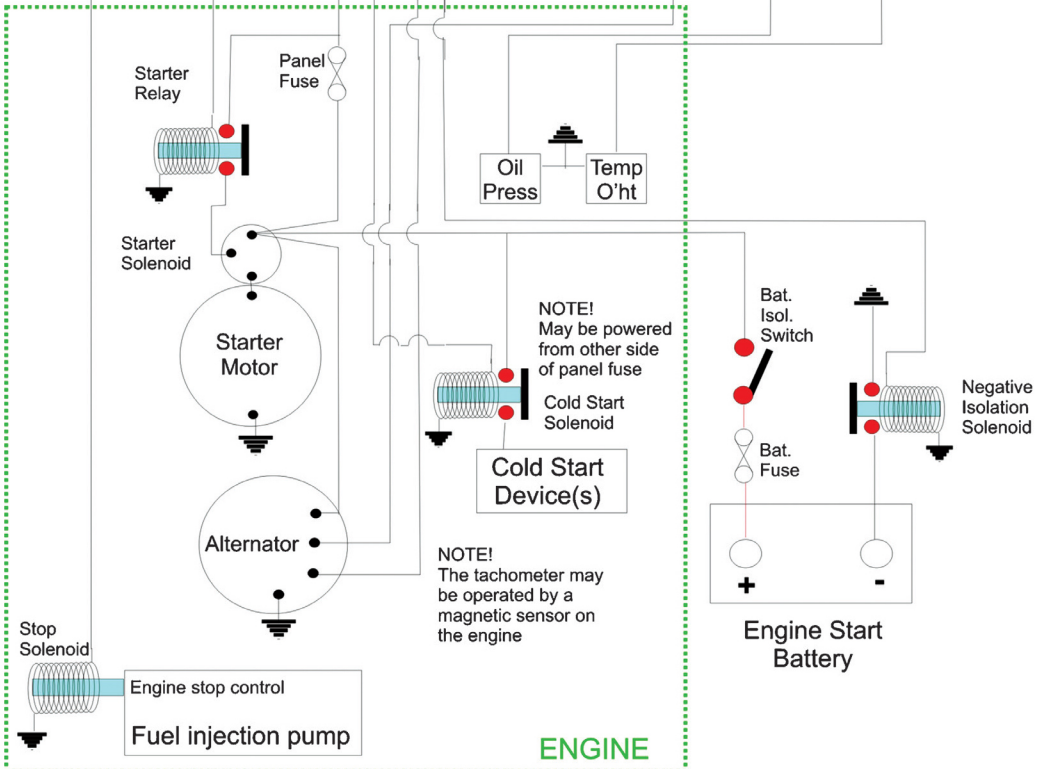 Panel
Fuse
Starter
Relay
Oil
Press
Temp
O'ht
Starter
Solenoid
Bat.
Isol.
Switch
NOTE!
May be powered
from other side
of panel fuse
Starter
Motor
Cold Start
Solenoid
Negative
Isolation
Solenoid
Bat.
Fuse
Cold Start
Device(s)
Alternator
NOTE!
The tachometer may
be operated by a
magnetic sensor on
the engine
+
-
Engine Start
Battery
Stop
Solenoid
Engine stop control
Fuel injection pump
ENGINE